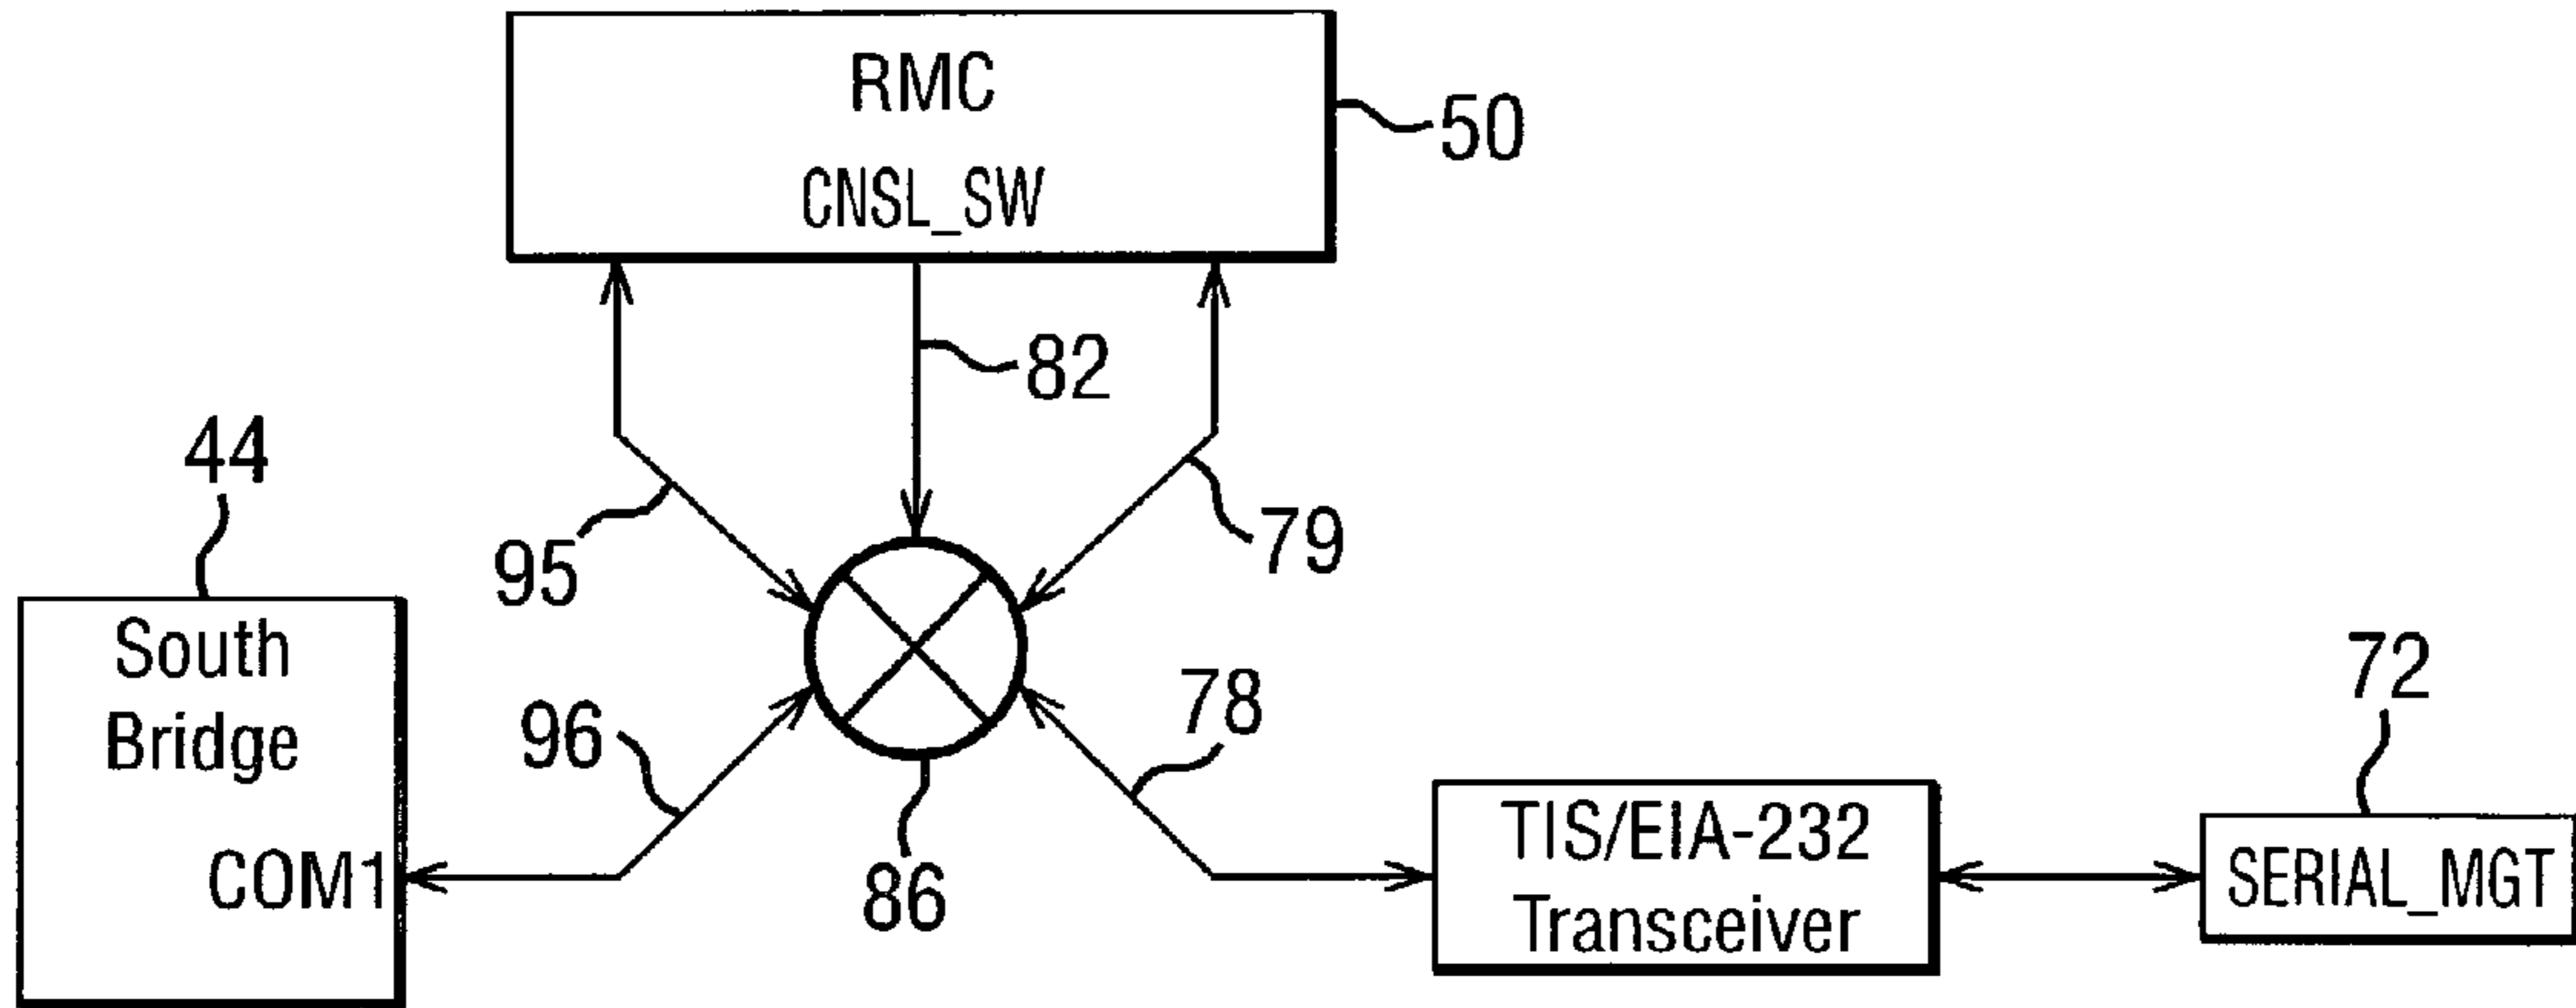 RMC
CNSL_SW
50
82
44
95
79
South
Bridge
COM1
96
86
78
TIS/EIA-232
Transceiver
72
SERIAL_MGT